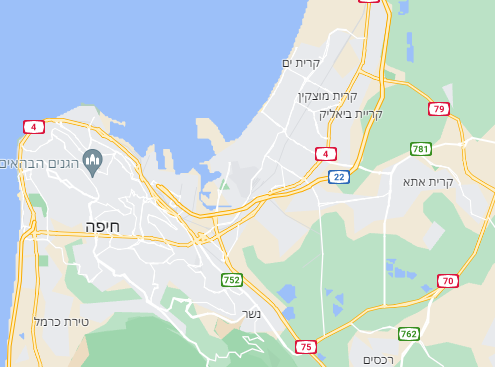 קרית ים
קרית מוצקין
קריית ביאליק
79
4
781
הגנים הבהאיים
4
22
קרית אתא
חיפה
752
70
נשר
טירת כרמל
75
762
רכסים